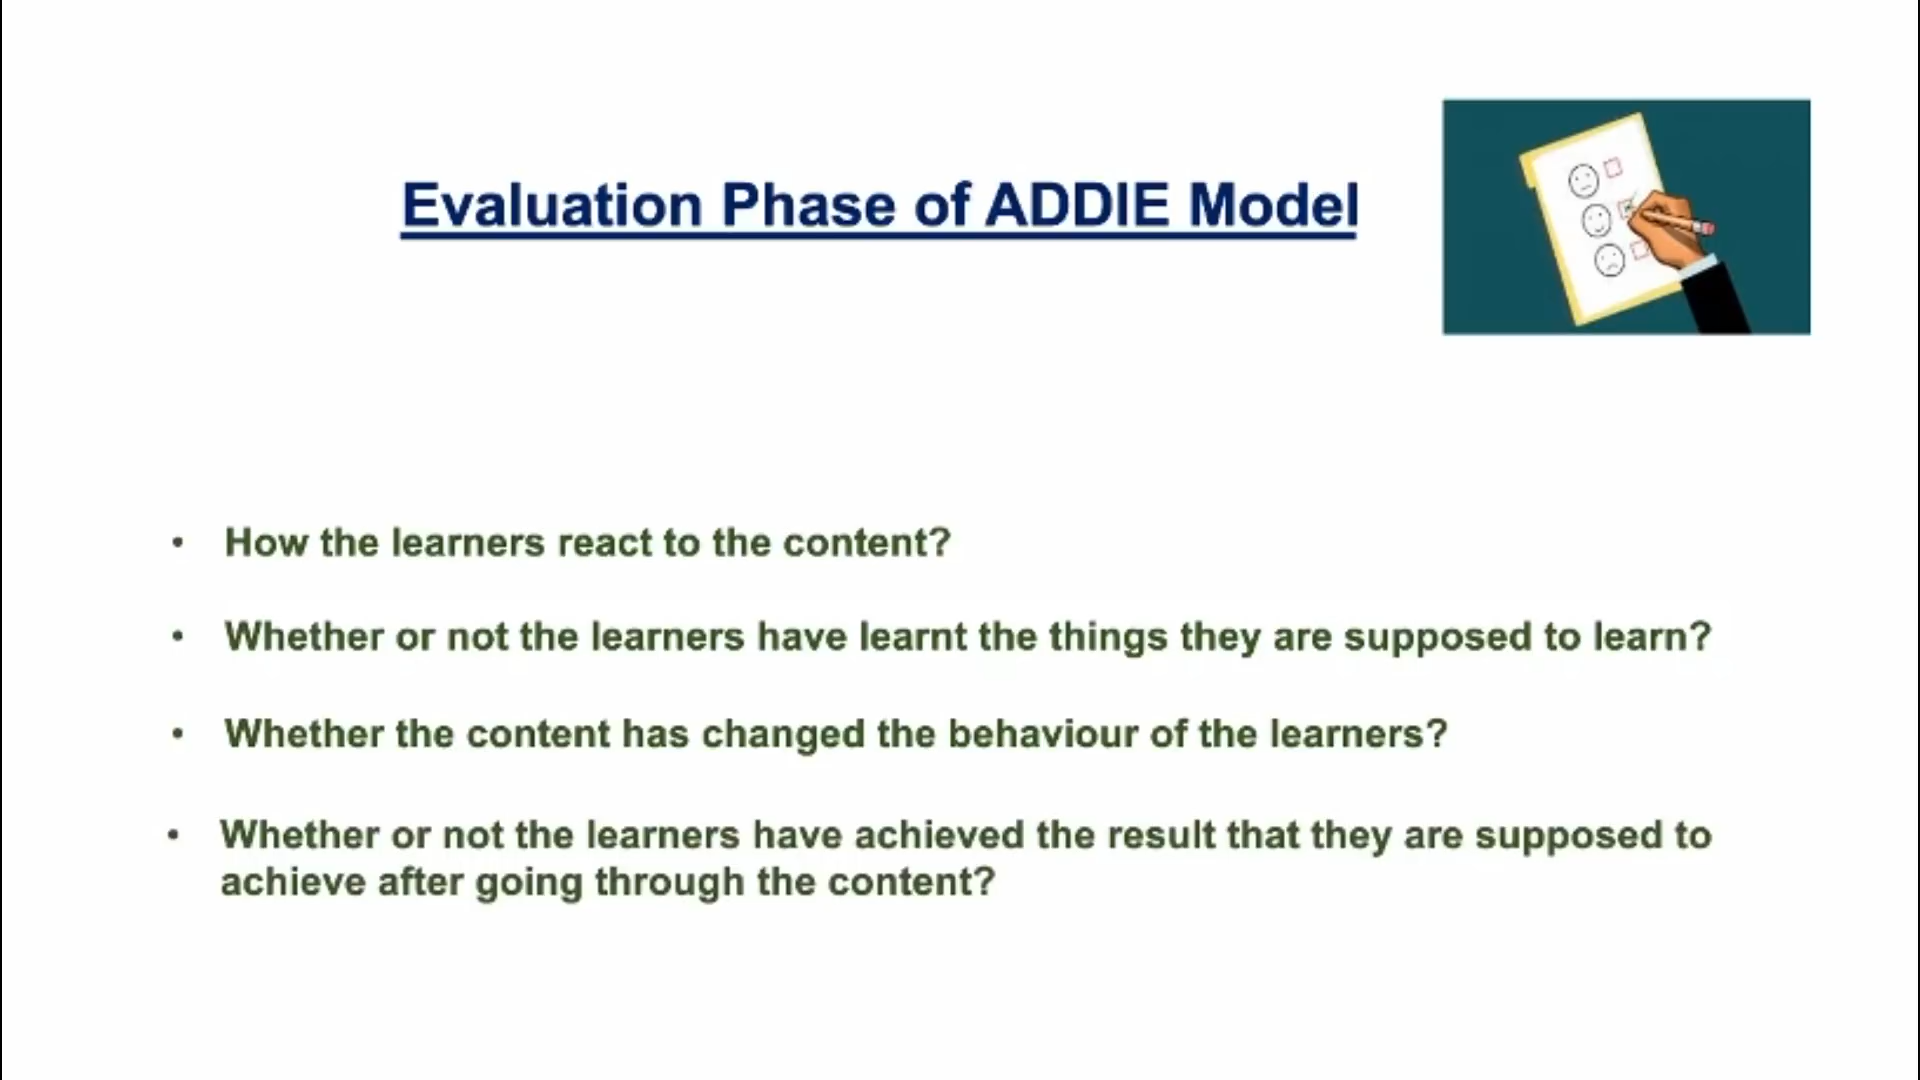 Evaluation Phase of ADDIE Model
• How the learners react to the content?
• Whether or not the learners have learnt the things they are supposed to learn?
• Whether the content has changed the behaviour of the learners?
• Whether or not the learners have achieved the result that they are supposed to
achieve after going through the content?